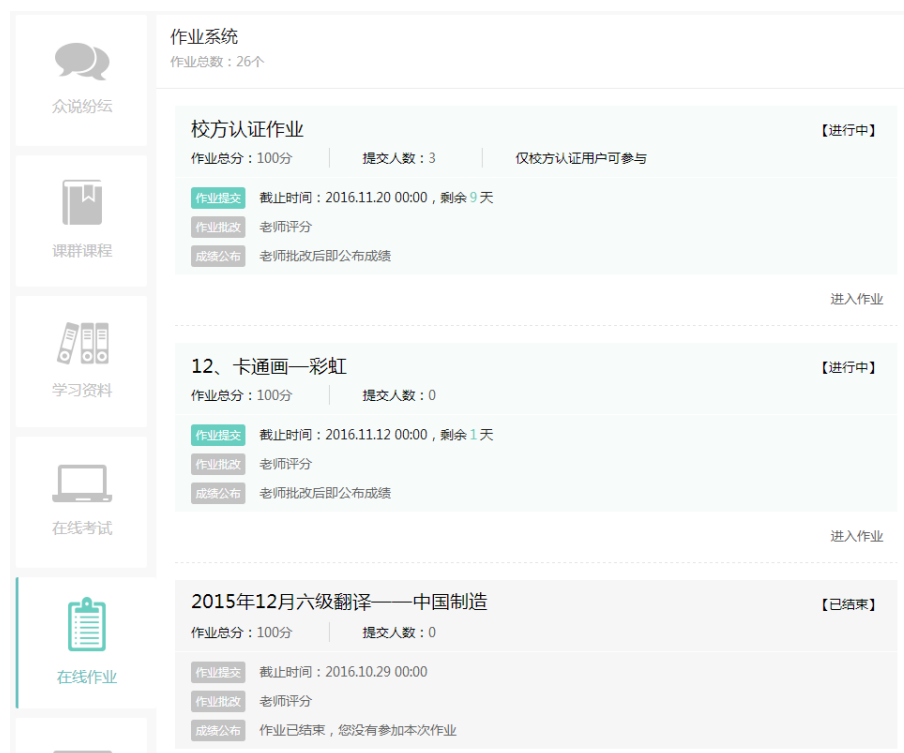 众说纷纭
课群课程
学习资料
在线考试
在线作业
作业系统
作业总数：26个
校方认证作业 【进行中】
作业总分：100分 提交人数：3 仅校方认证用户可参与
作业提交 截止时间：2016.11.20 00:00，剩余9天
作业批改 老师评分
成绩公布 老师批改后即公布成绩
进入作业
12、卡通画—彩虹 【进行中】
作业总分：100分 提交人数：0
作业提交 截止时间：2016.11.12 00:00，剩余1天
作业批改 老师评分
成绩公布 老师批改后即公布成绩
进入作业
2015年12月六级翻译——中国制造 【已结束】
作业总分：100分 提交人数：0
作业提交 截止时间：2016.10.29 00:00
作业批改 老师评分
成绩公布 作业已结束，您没有参加本次作业